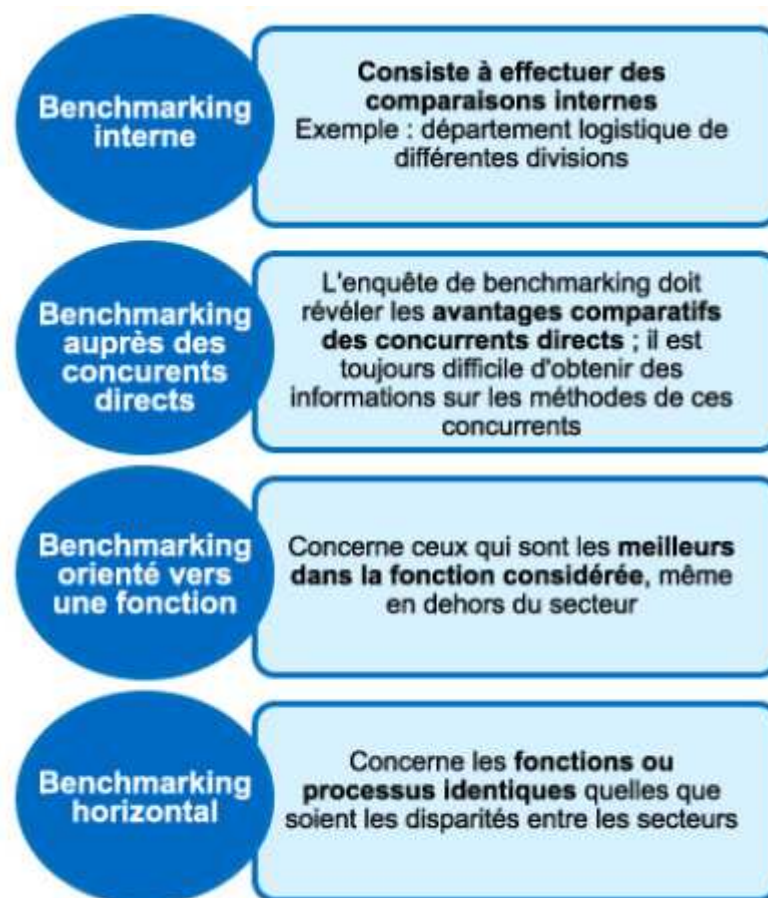 Benchmarking
interne
Consiste à effectuer des
comparaisons internes
Exemple : département logistique de
différentes divisions
Benchmarking
auprès des
concurents
directs
L'enquête de benchmarking doit
révéler les avantages comparatifs
des concurrents directs ; il est
toujours difficile d'obtenir des
informations sur les méthodes de ces
concurrents
Benchmarking
orienté vers
une fonction
Concerne ceux qui sont les meilleurs
dans la fonction considérée, même
en dehors du secteur
Benchmarking
horizontal
Concerne les fonctions ou
processus identiques quelles que
soient les disparités entre les secteurs